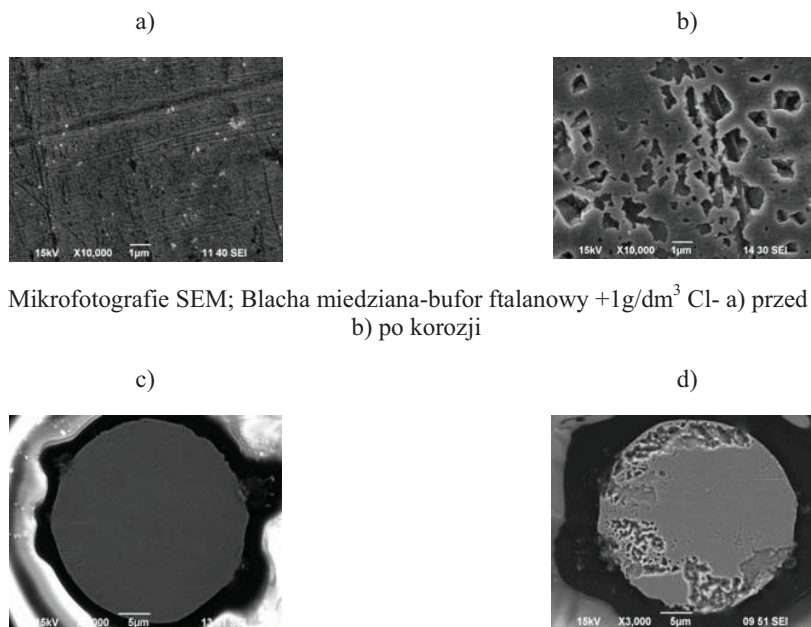 a)
b)
15kV X10,000 1µm 11 40 SEI
15kV X10,000 1µm 14 30 SEI
Mikrofotografie SEM; Blacha miedziana-bufor ftalanowy +1g/dm³ Cl- a) przed
b) po korozji
c)
d)
15kV 5µm SEI
15kV X3,000 5µm 09 51 SEI